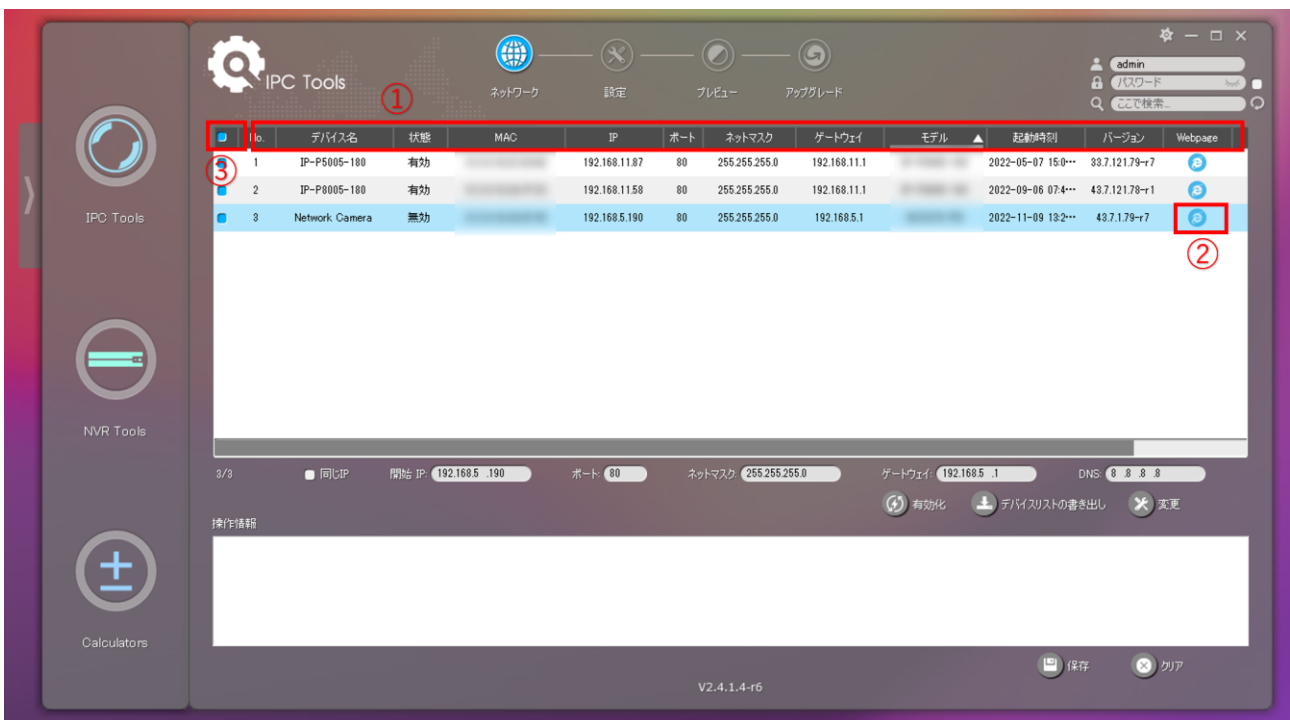 IPC Tools
ネットワーク 設定 プレビュー アップグレード
admin
パスワード
ここで検索...
①
No. デバイス名 状態 MAC IP ポート ネットマスク ゲートウェイ モデル 起動時刻 バージョン Webpage
③
1 IP-P5005-180 有効 192.168.11.87 80 255.255.255.0 192.168.11.1 2022-05-07 15:0… 33.7.121.79-r7
2 IP-P8005-180 有効 192.168.11.58 80 255.255.255.0 192.168.11.1 2022-09-06 07:4… 43.7.121.78-r1
3 Network Camera 無効 192.168.5.190 80 255.255.255.0 192.168.5.1 2022-11-09 13:2… 43.7.1.79-r7
②
IPC Tools
NVR Tools
Calculators
3/3 同じIP 開始 IP: 192.168.5 .190 ポート: 80 ネットマスク: 255.255.255.0 ゲートウェイ: 192.168.5 .1 DNS: 8 .8 .8 .8
有効化 デバイスリストの書き出し 変更
操作情報
保存 クリア
V2.4.1.4-r6